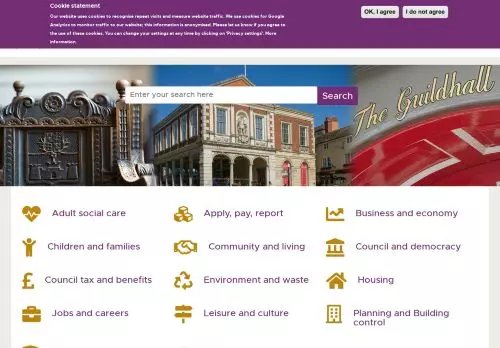 Cookie statement
Our website uses cookies to recognise repeat visits and measure website traffic. We use cookies for Google
Analytics to monitor traffic to our website; this information is anonymised. Please let us know if you agree to
the use of these cookies. You can change your settings at any time by clicking on 'Privacy settings'. More
information.
OK, I agree
I do not agree
Enter your search here
Search
The Guildhall
Adult social care
Apply, pay, report
Business and economy
Children and families
Community and living
Council and democracy
Council tax and benefits
Environment and waste
Housing
Jobs and careers
Leisure and culture
Planning and Building
control